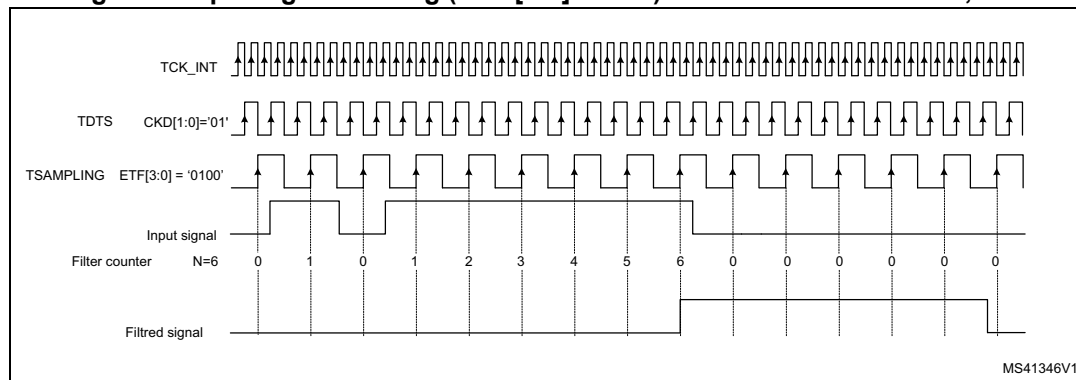 TCK_INT
TDTS CKD[1:0]='01'
TSAMPLING ETF[3:0] = '0100'
Input signal
Filter counter N=6 0 1 0 1 2 3 4 5 6 0 0 0 0 0 0
Filtred signal
MS41346V1